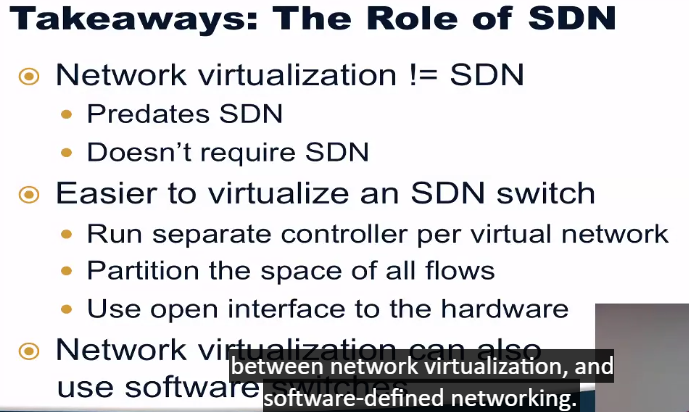 Takeaways: The Role of SDN
Network virtualization != SDN
Predates SDN
Doesn't require SDN
Easier to virtualize an SDN switch
Run separate controller per virtual network
Partition the space of all flows
Use open interface to the hardware
Network virtualization can also
use software switches
between network virtualization, and
software-defined networking.